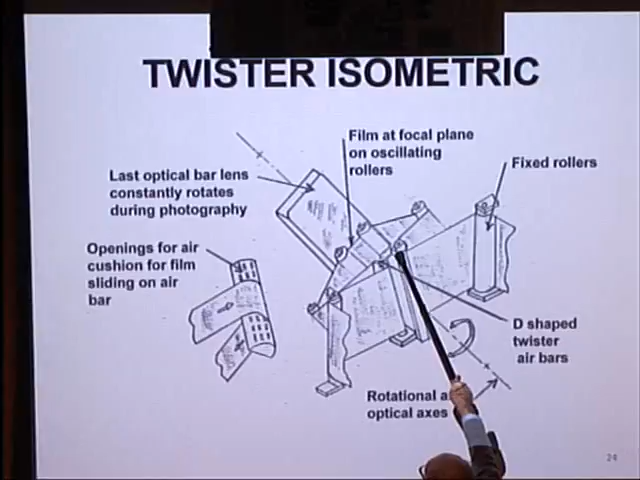 TWISTER ISOMETRIC
Film at focal plane
on oscillating
rollers
Fixed rollers
Last optical bar lens
constantly rotates
during photography
Openings for air
cushion for film
sliding on air
bar
D shaped
twister
air bars
Rotational
optical axes
24